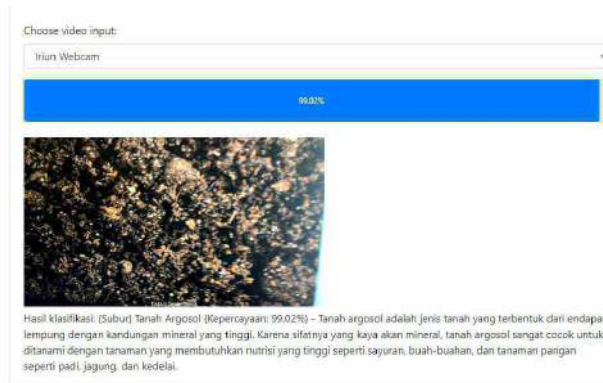 Choose video input:
Iriun Webcam
99.02%
Hasil klasifikasi: (Subur) Tanah Argosol (Kepercayaan: 99.02%) – Tanah argosol adalah jenis tanah yang terbentuk dari endapa
lempung dengan kandungan mineral yang tinggi. Karena sifatnya yang kaya akan mineral, tanah argosol sangat cocok untuk
ditanami dengan tanaman yang membutuhkan nutrisi yang tinggi seperti sayuran, buah-buahan, dan tanaman pangan
seperti padi, jagung, dan kedelai.